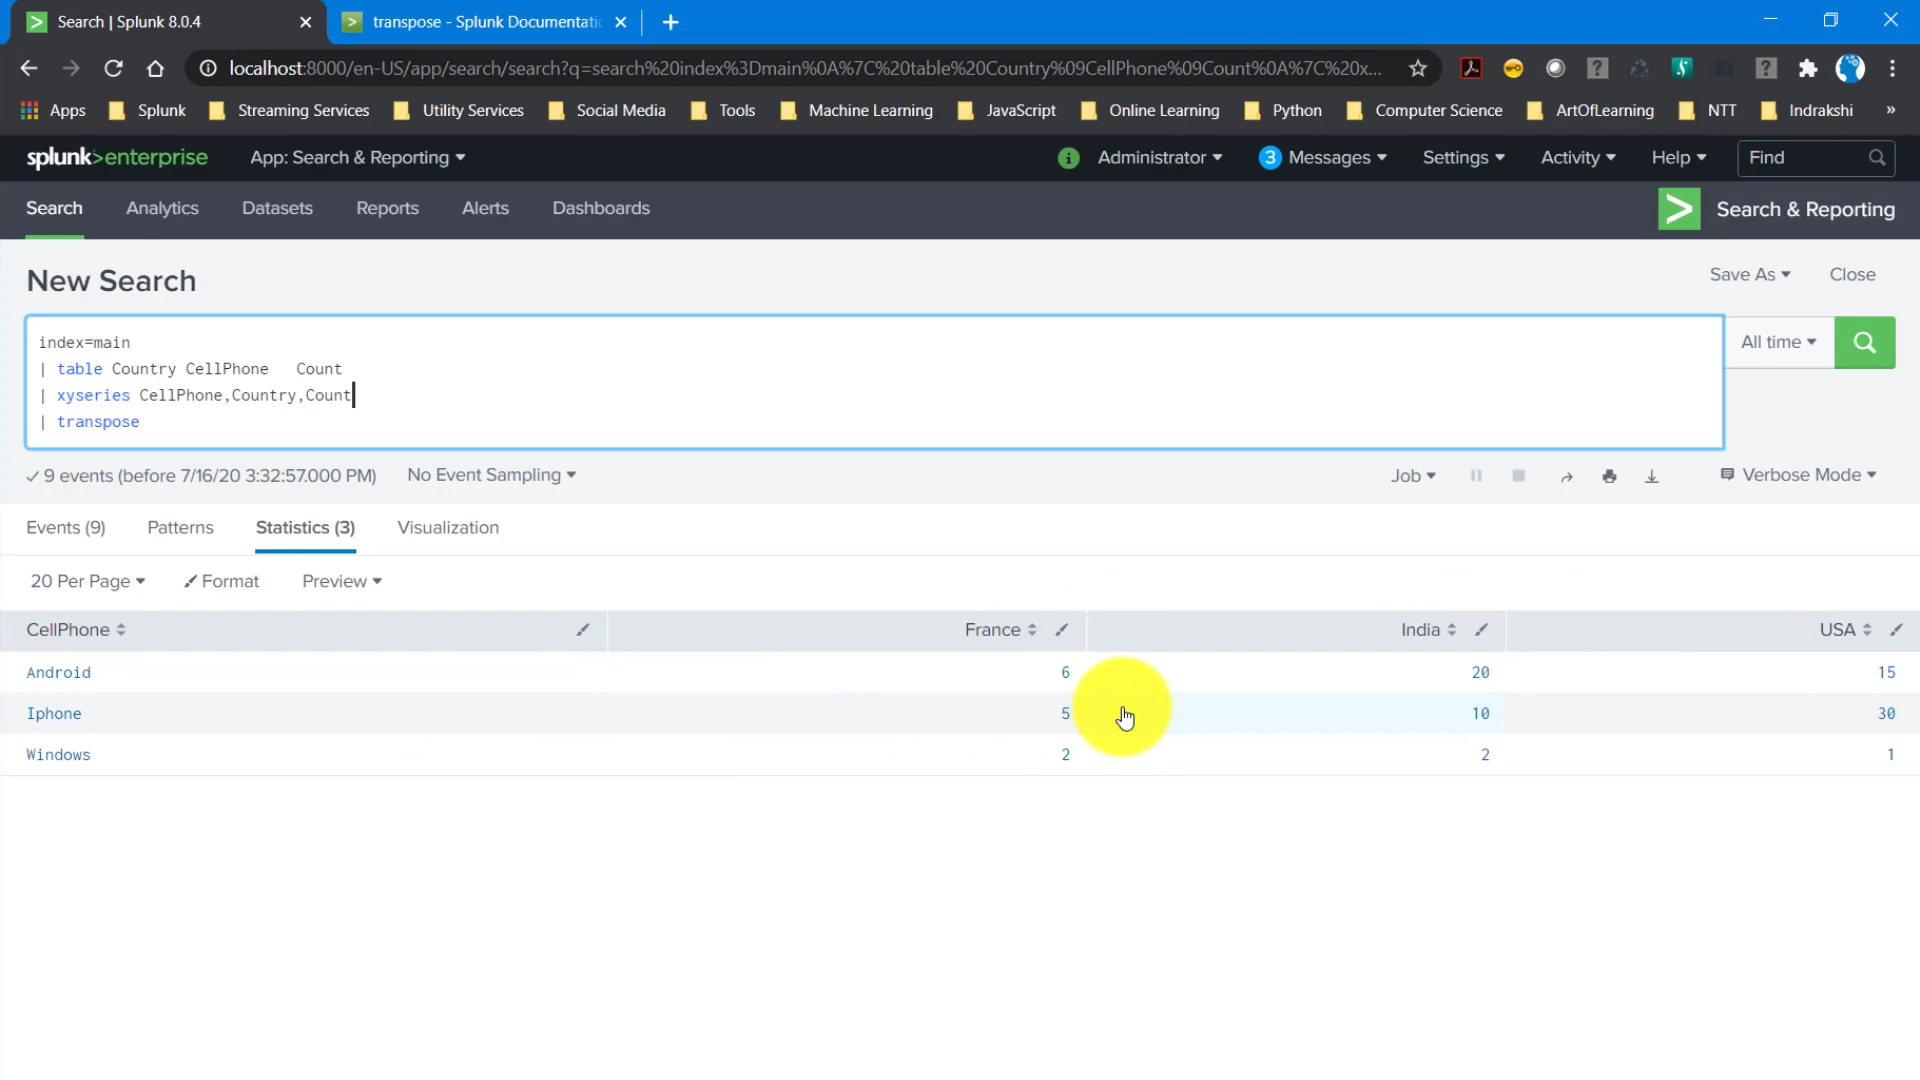 Search | Splunk 8.0.4
transpose - Splunk Documentati
localhost:8000/en-US/app/search/search?q=search%20index%3Dmain%0A%7C%20table%20Country%09CellPhone%09Count%0A%7C%20x...
Apps Splunk Streaming Services Utility Services Social Media Tools Machine Learning JavaScript Online Learning Python Computer Science ArtOfLearning NTT Indrakshi »
splunk>enterprise App: Search & Reporting i Administrator 3 Messages Settings Activity Help Find
Search Analytics Datasets Reports Alerts Dashboards > Search & Reporting
New Search Save As Close
index=main
| table Country CellPhone Count
| xyseries CellPhone,Country,Count
| transpose
All time
9 events (before 7/16/20 3:32:57.000 PM) No Event Sampling Job Verbose Mode
Events (9) Patterns Statistics (3) Visualization
20 Per Page Format Preview
CellPhone France India USA
Android 6 20 15
Iphone 5 10 30
Windows 2 2 1